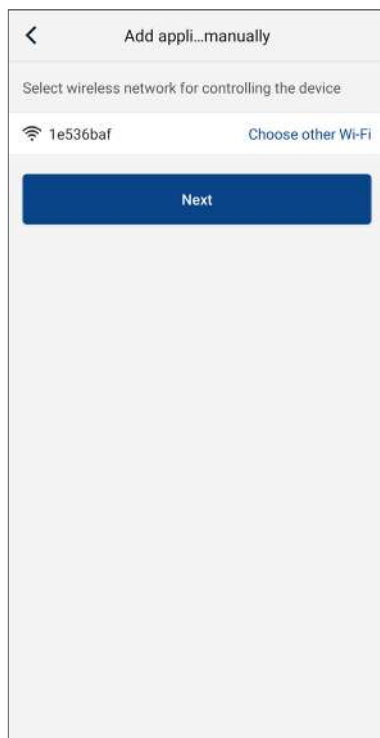 Add appli...manually
Select wireless network for controlling the device
1e536baf Choose other Wi-Fi
Next